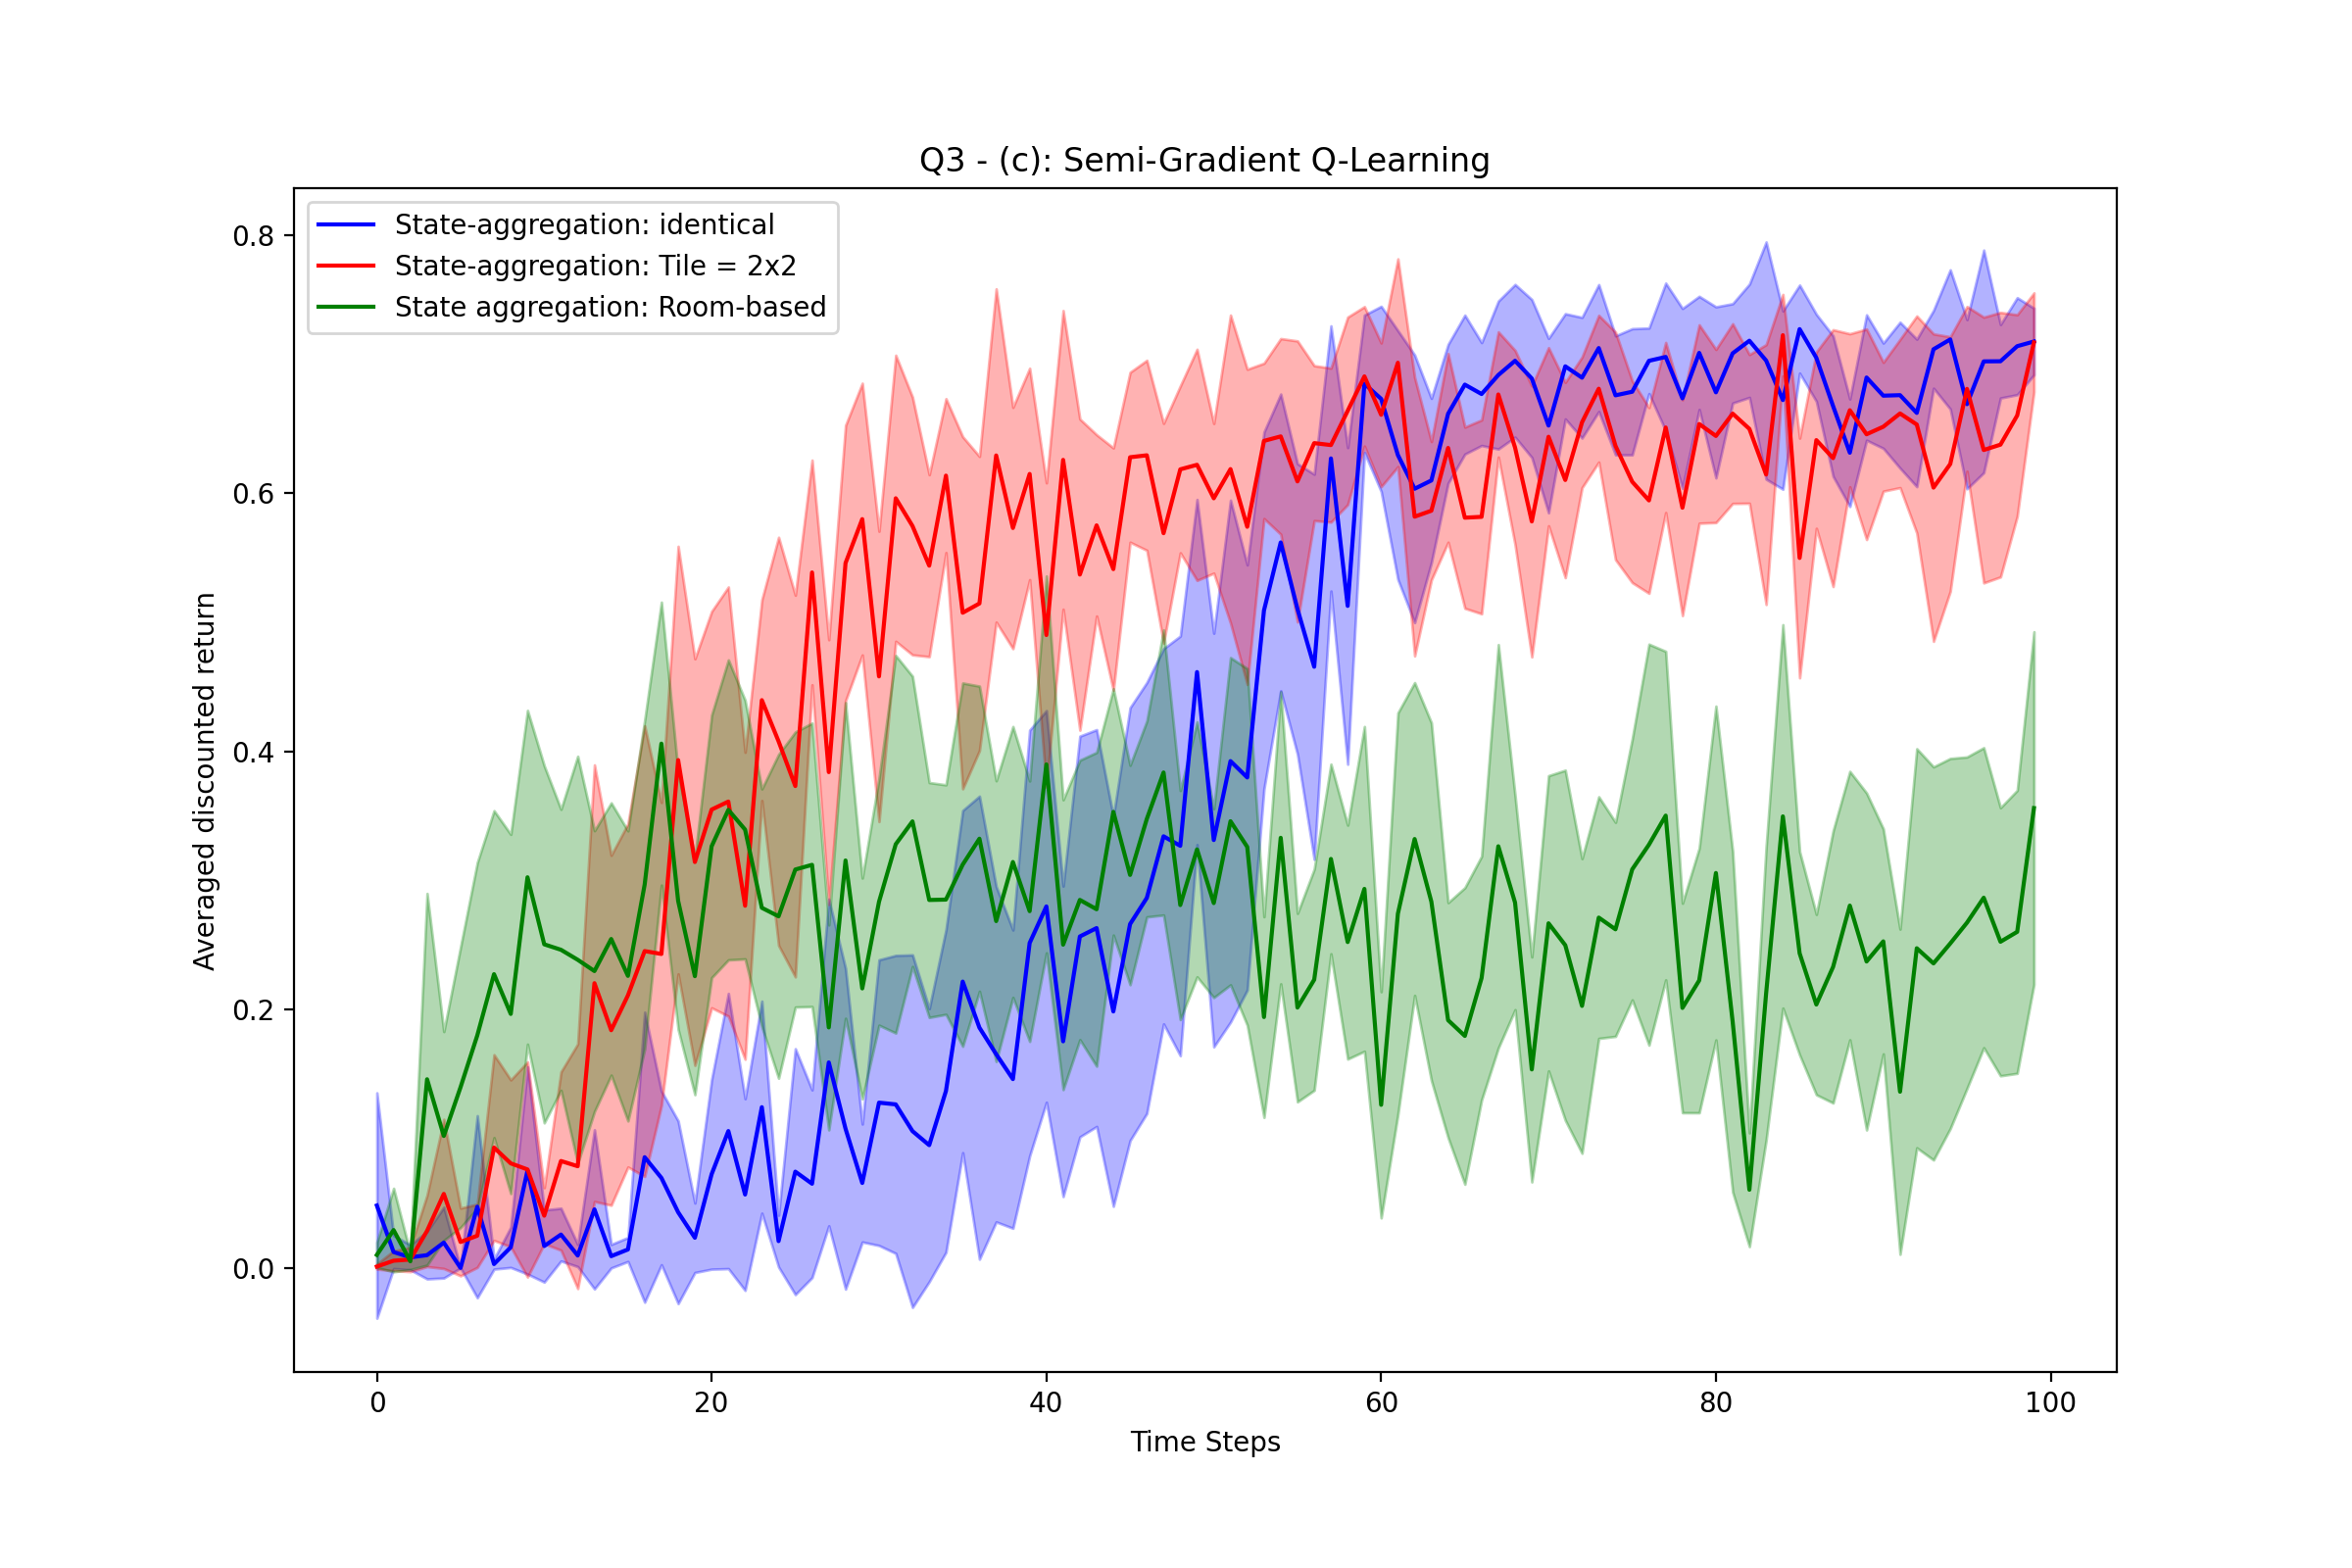 Q3 - (c): Semi-Gradient Q-Learning
State-aggregation: identical
State-aggregation: Tile = 2x2
State aggregation: Room-based
Averaged discounted return
0.8
0.6
0.4
0.2
0.0
0 20 40 60 80 100
Time Steps